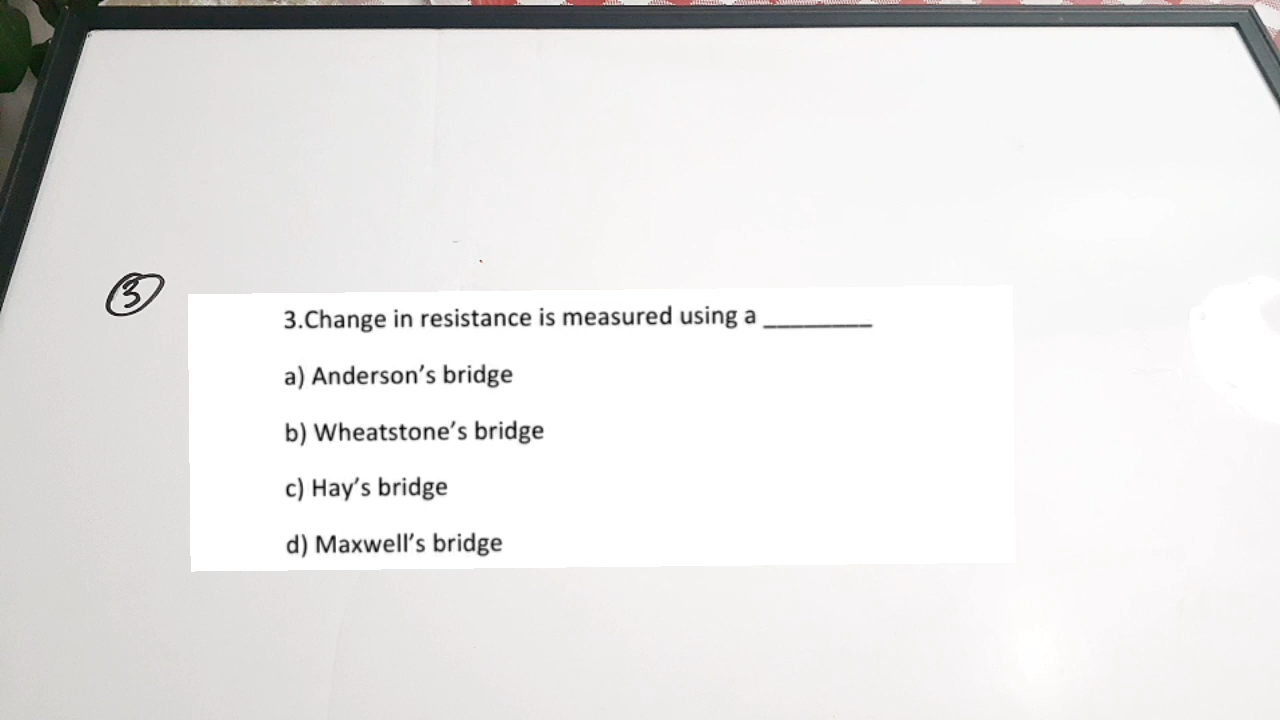 3
3.Change in resistance is measured using a ________
a) Anderson’s bridge
b) Wheatstone’s bridge
c) Hay’s bridge
d) Maxwell’s bridge